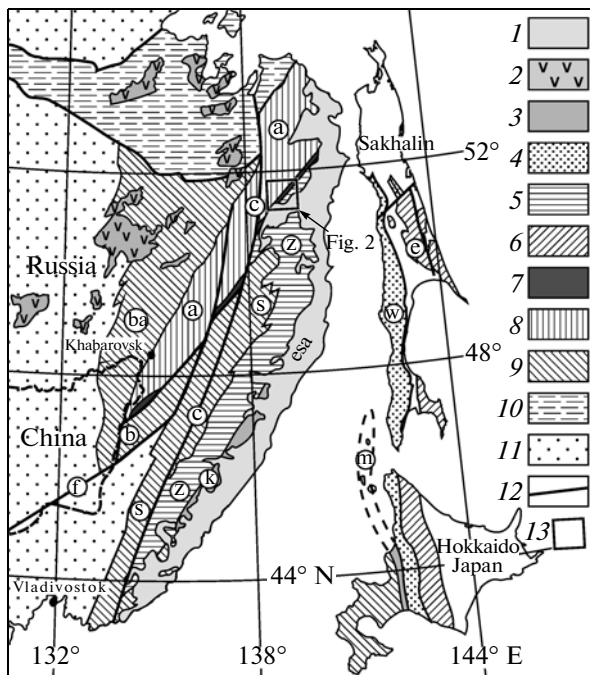 1
2
3
4
5
6
7
8
9
10
11
12
13
a
Sakhalin
52°
c
Fig. 2
z
e
Russia
ba
a
s
w
Khabarovsk
esa
48°
China
b
c
m
f
z
k
s
Hokkaido,
Japan
44° N
Vladivostok
132°
138°
144° E